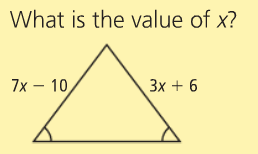 What is the value of x?
7x − 10 3x + 6